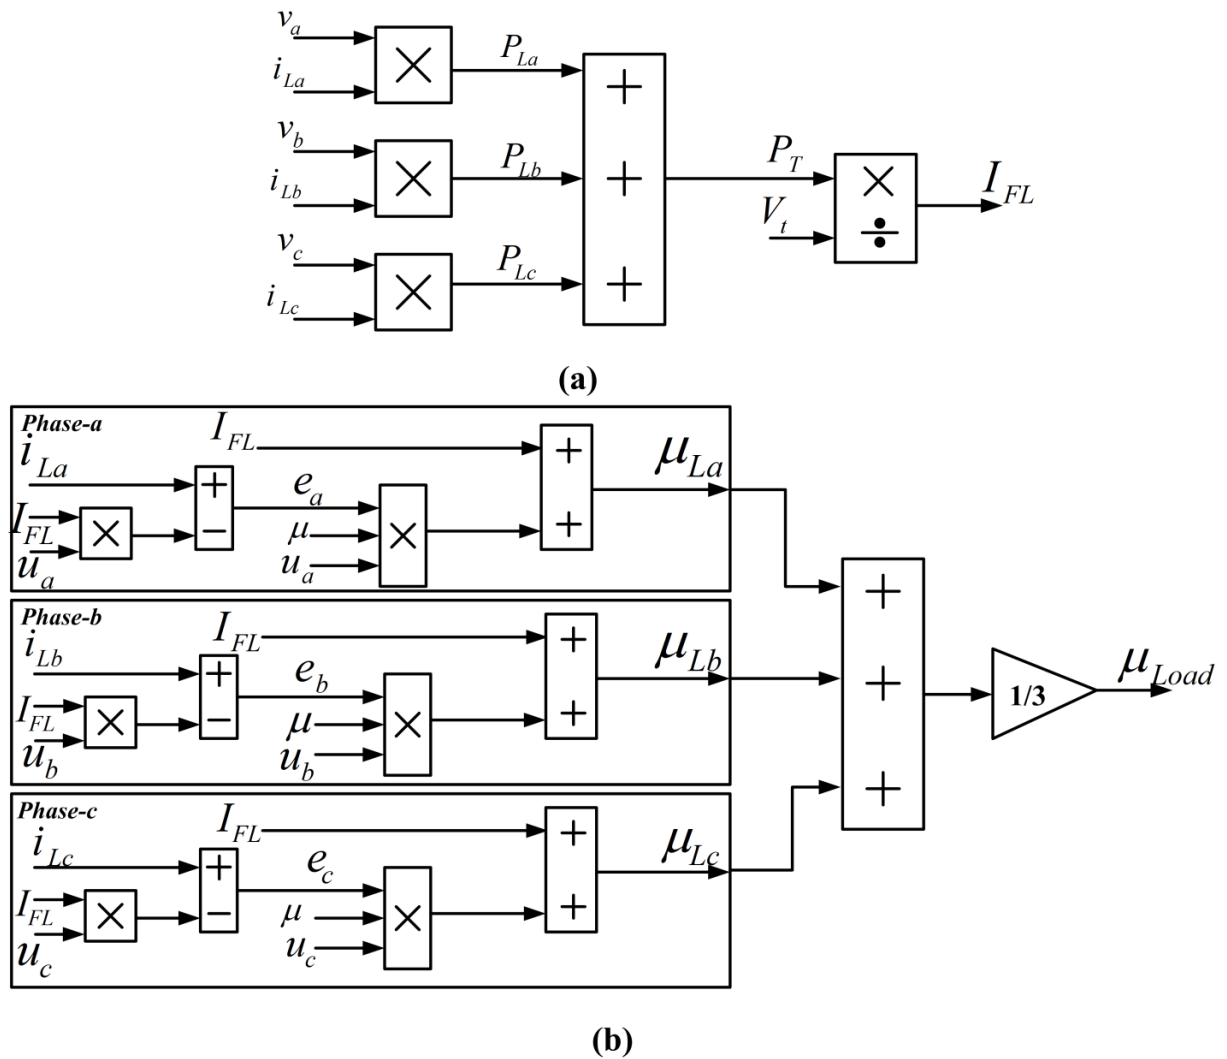 v_a
i_La
P_La
v_b
i_Lb
P_Lb
v_c
i_Lc
P_Lc
+
+
+
P_T
V_t
×
÷
I_FL
(a)
Phase-a
i_La
I_FL
u_a
×
+
−
I_FL
e_a
μ
u_a
×
+
+
μ_La
Phase-b
i_Lb
I_FL
u_b
×
+
−
I_FL
e_b
μ
u_b
×
+
+
μ_Lb
Phase-c
i_Lc
I_FL
u_c
×
+
−
I_FL
e_c
μ
u_c
×
+
+
μ_Lc
+
+
+
1/3
μ_Load
(b)